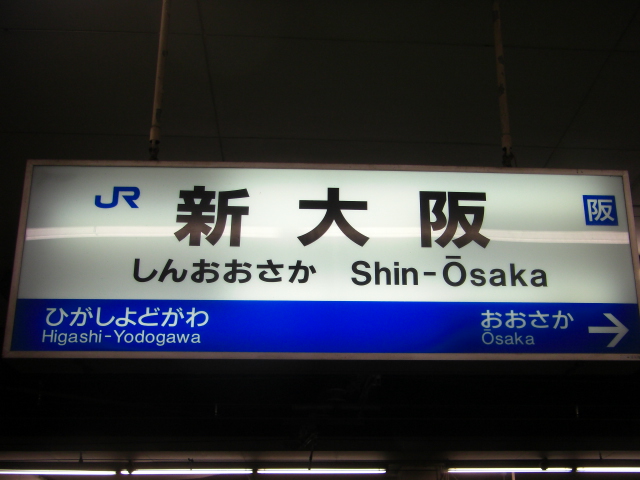 JR 新大阪 阪
しんおおさか Shin-Ōsaka
ひがしよどがわ おおさか →
Higashi-Yodogawa Ōsaka